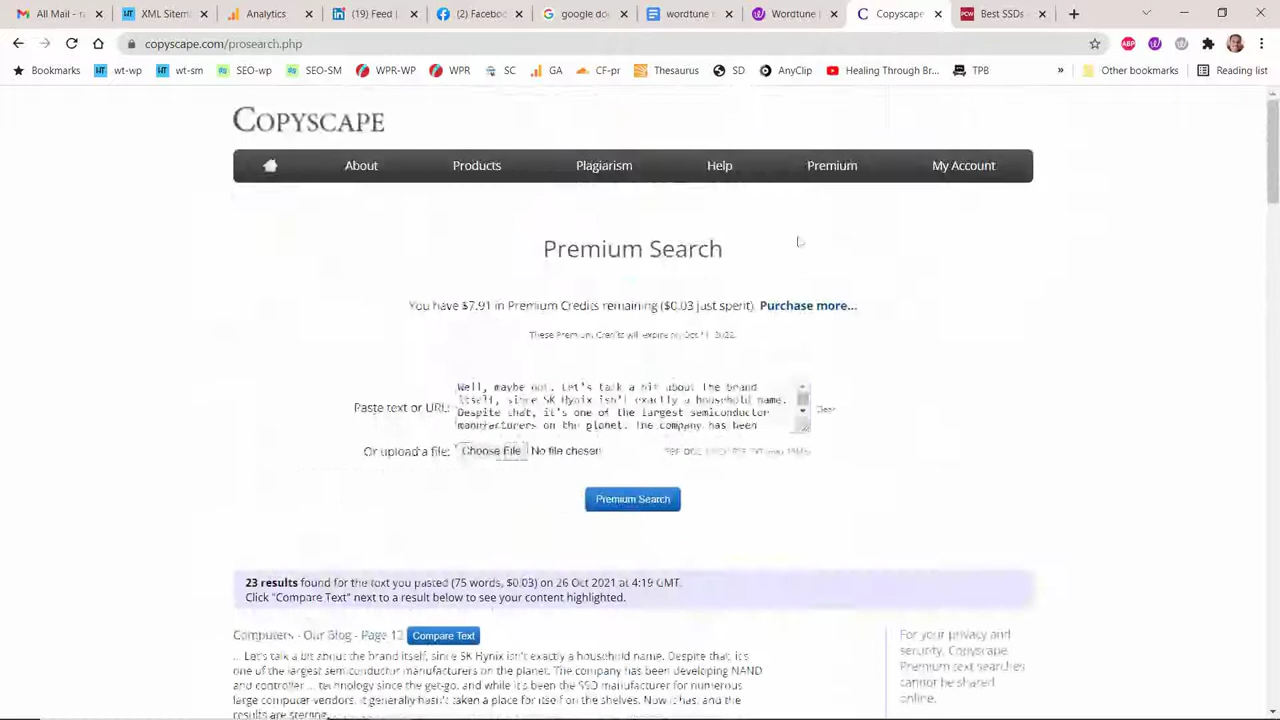 All Mail - ra
XML Sitem
Analytics
(19) Feed |
(2) Faceboo
google do
wordtune
Wordtune
Copyscape
Best SSDs
copyscape.com/prosearch.php
Bookmarks
wt-wp
wt-sm
SEO-wp
SEO-SM
WPR-WP
WPR
SC
GA
CF-pr
Thesaurus
SD
AnyClip
Healing Through Br...
TPB
»
Other bookmarks
Reading list
COPYSCAPE
About
Products
Plagiarism
Help
Premium
My Account
Premium Search
You have $7.91 in Premium Credits remaining ($0.03 just spent). Purchase more...
These Premium Credits will expire on Oct 11, 2022.
Paste text or URL:
Well, maybe not. Let's talk a bit about the brand
itself, since SK Hynix isn't exactly a household name.
Despite that, it's one of the largest semiconductor
manufacturers on the planet. The company has been
Clear
Or upload a file:
Choose File No file chosen
Premium Search
23 results found for the text you pasted (75 words, $0.03) on 26 Oct 2021 at 4:19 GMT.
Click "Compare Text" next to a result below to see your content highlighted.
Computers - Our Blog - Page 12
Compare Text
... Let's talk a bit about the brand itself, since SK Hynix isn't exactly a household name. Despite that, it's
one of the largest semiconductor manufacturers on the planet. The company has been developing NAND
and controller ... technology since the get-go, and while it's been the SSD manufacturer for numerous
large computer vendors, it generally hasn't taken a place for itself on the shelves. Now it has, and the
results are sterling.
For your privacy and
security, Copyscape
Premium text searches
cannot be shared
online.